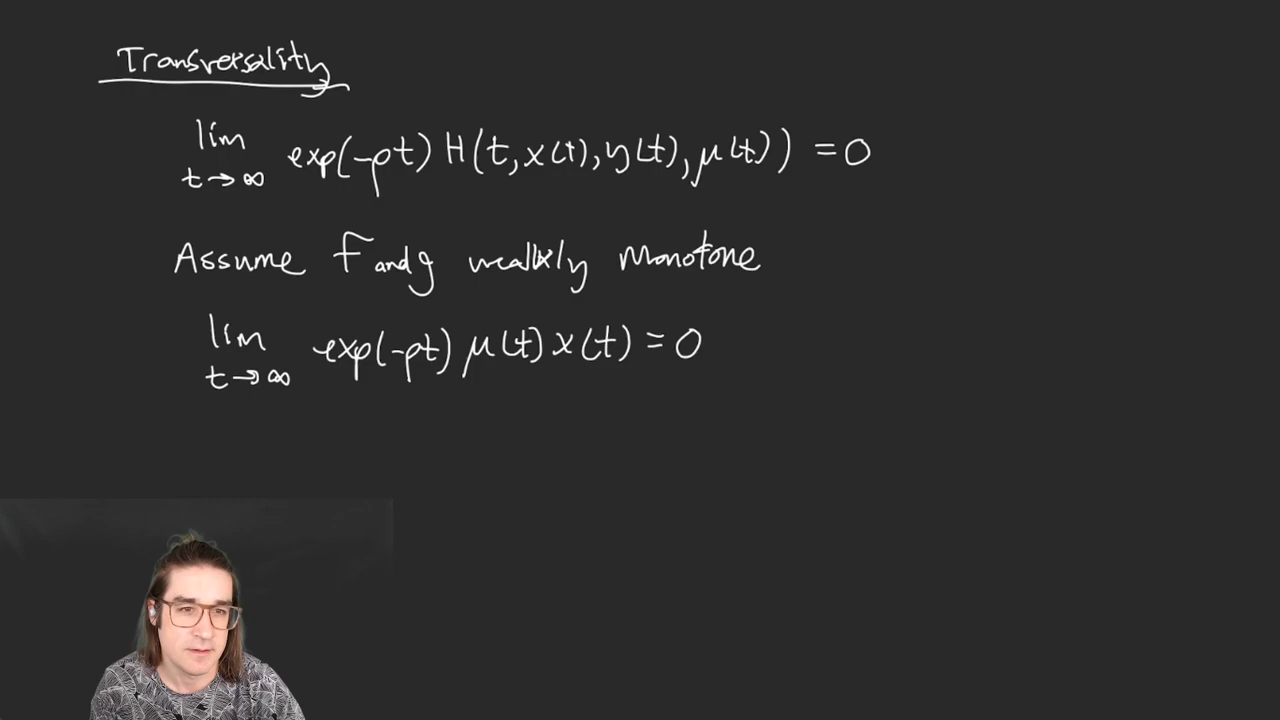 Transversality
lim t→∞ exp(-ρt) H(t, x(t), y(t), μ(t)) = 0
Assume f and g weakly monotone
lim t→∞ exp(-ρt) μ(t) x(t) = 0